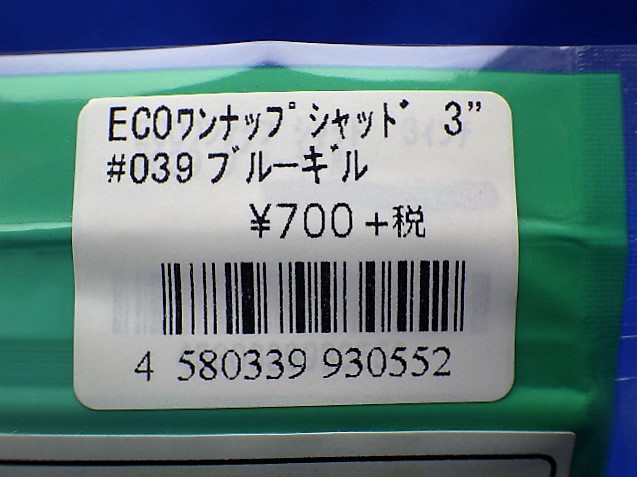 ECOワンナップシャッド 3”
#039 ブルーギル
¥700+税
4 580339 930552